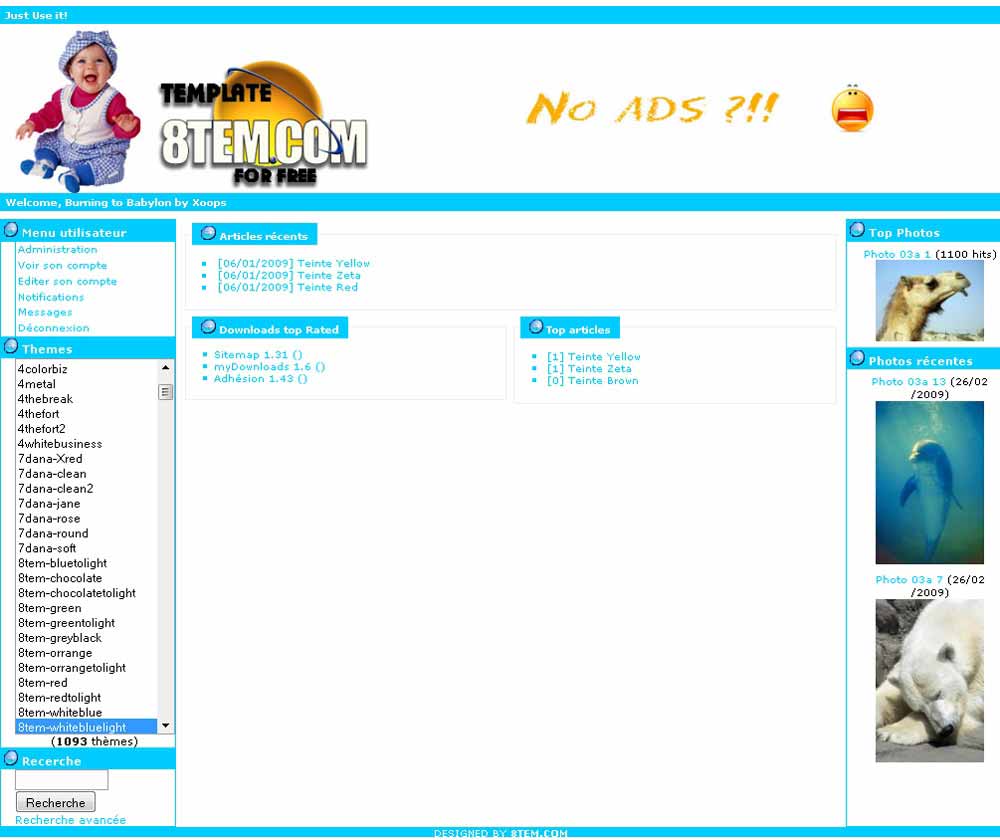 Just Use it!
TEMPLATE
8TEM.COM
FOR FREE
No ADS ?!!
Welcome, Burning to Babylon by Xoops
Menu utilisateur
Administration
Voir son compte
Editer son compte
Notifications
Messages
Déconnexion
Themes
4colorbiz
4metal
4thebreak
4thefort
4thefort2
4whitebusiness
7dana-Xred
7dana-clean
7dana-clean2
7dana-jane
7dana-rose
7dana-round
7dana-soft
8tem-bluetolight
8tem-chocolate
8tem-chocolatetolight
8tem-green
8tem-greentolight
8tem-greyblack
8tem-orrange
8tem-orrangetolight
8tem-red
8tem-redtolight
8tem-whiteblue
8tem-whitebluelight
(1093 thèmes)
Recerche
Recherche
Recherche avancée
Articles récents
[06/01/2009] Teinte Yellow
[06/01/2009] Teinte Zeta
[06/01/2009] Teinte Red
Downloads top Rated
Sitemap 1.31 ()
myDownloads 1.6 ()
Adhésion 1.43 ()
Top articles
[1] Teinte Yellow
[1] Teinte Zeta
[0] Teinte Brown
Top Photos
Photo 03a 1 (1100 hits)
Photos récentes
Photo 03a 13 (26/02
/2009)
Photo 03a 7 (26/02
/2009)
DESIGNED BY 8TEM.COM